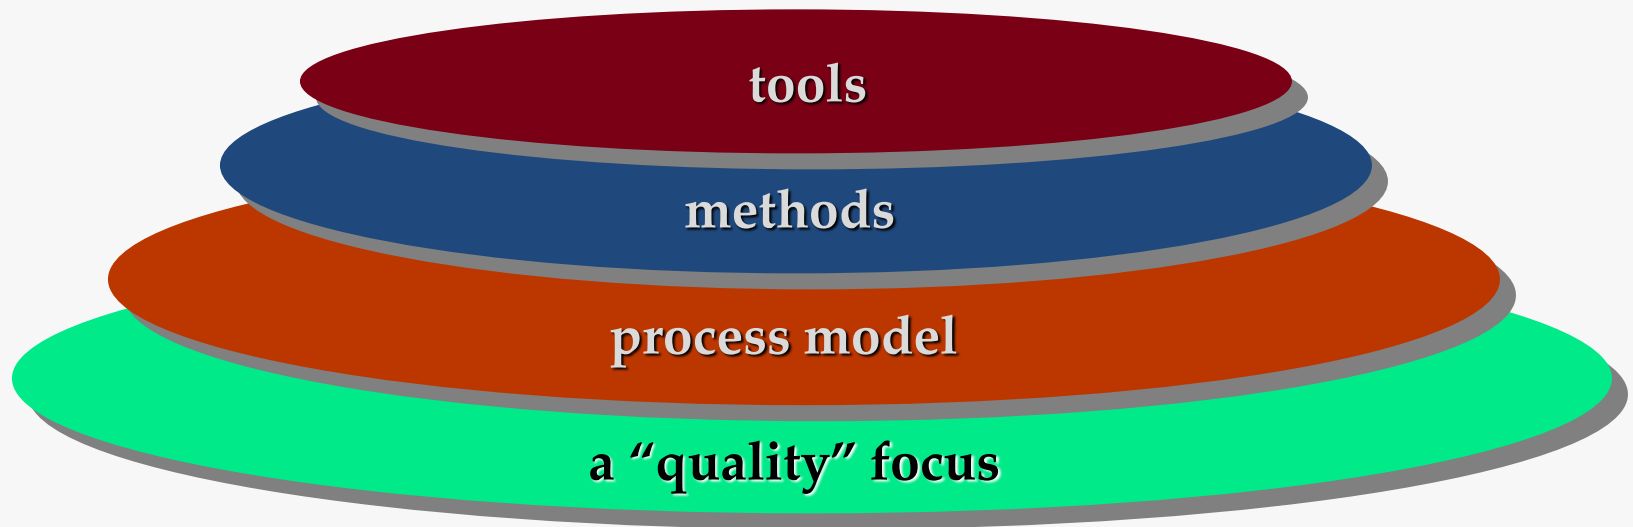 tools
methods
process model
a “quality” focus